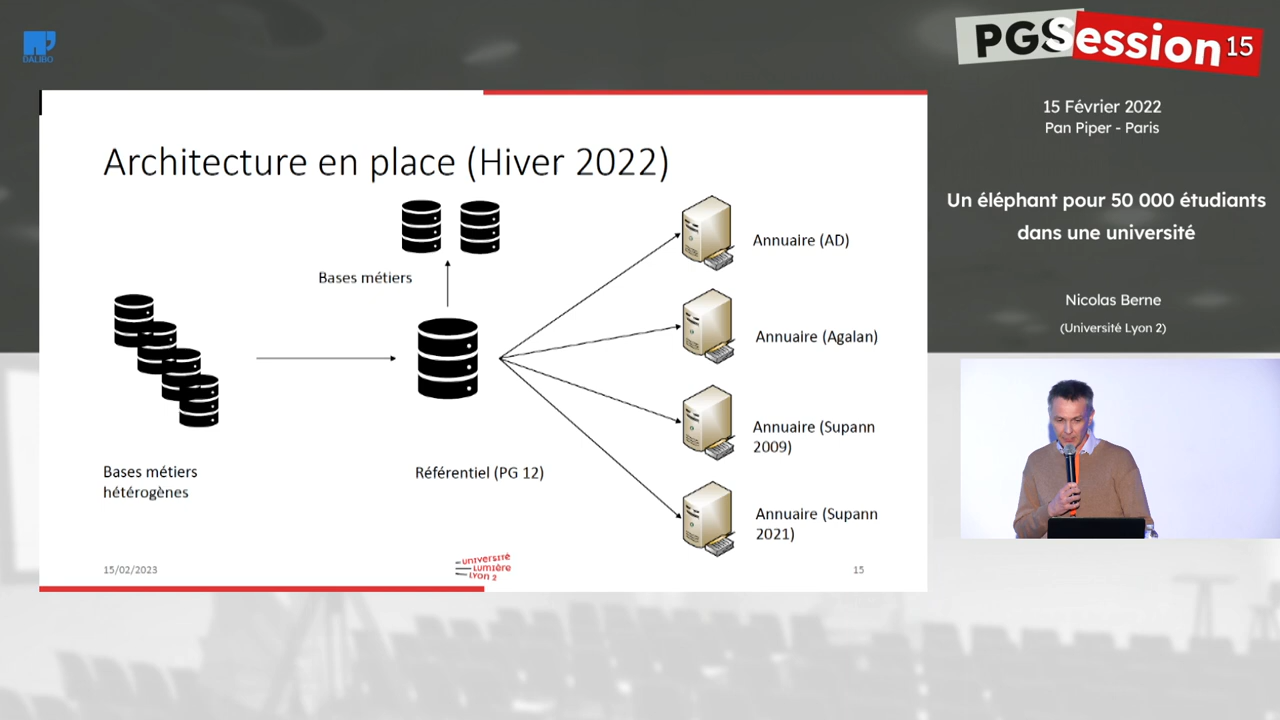 DALIBO
PGSession 15
15 Février 2022
Pan Piper - Paris
Un éléphant pour 50 000 étudiants
dans une université
Nicolas Berne
(Université Lyon 2)
Architecture en place (Hiver 2022)
Bases métiers
Annuaire (AD)
Annuaire (Agalan)
Annuaire (Supann
2009)
Annuaire (Supann
2021)
Bases métiers
hétérogènes
Référentiel (PG 12)
15/02/2023
UNIVERSITÉ
LUMIÈRE
LYON 2
15